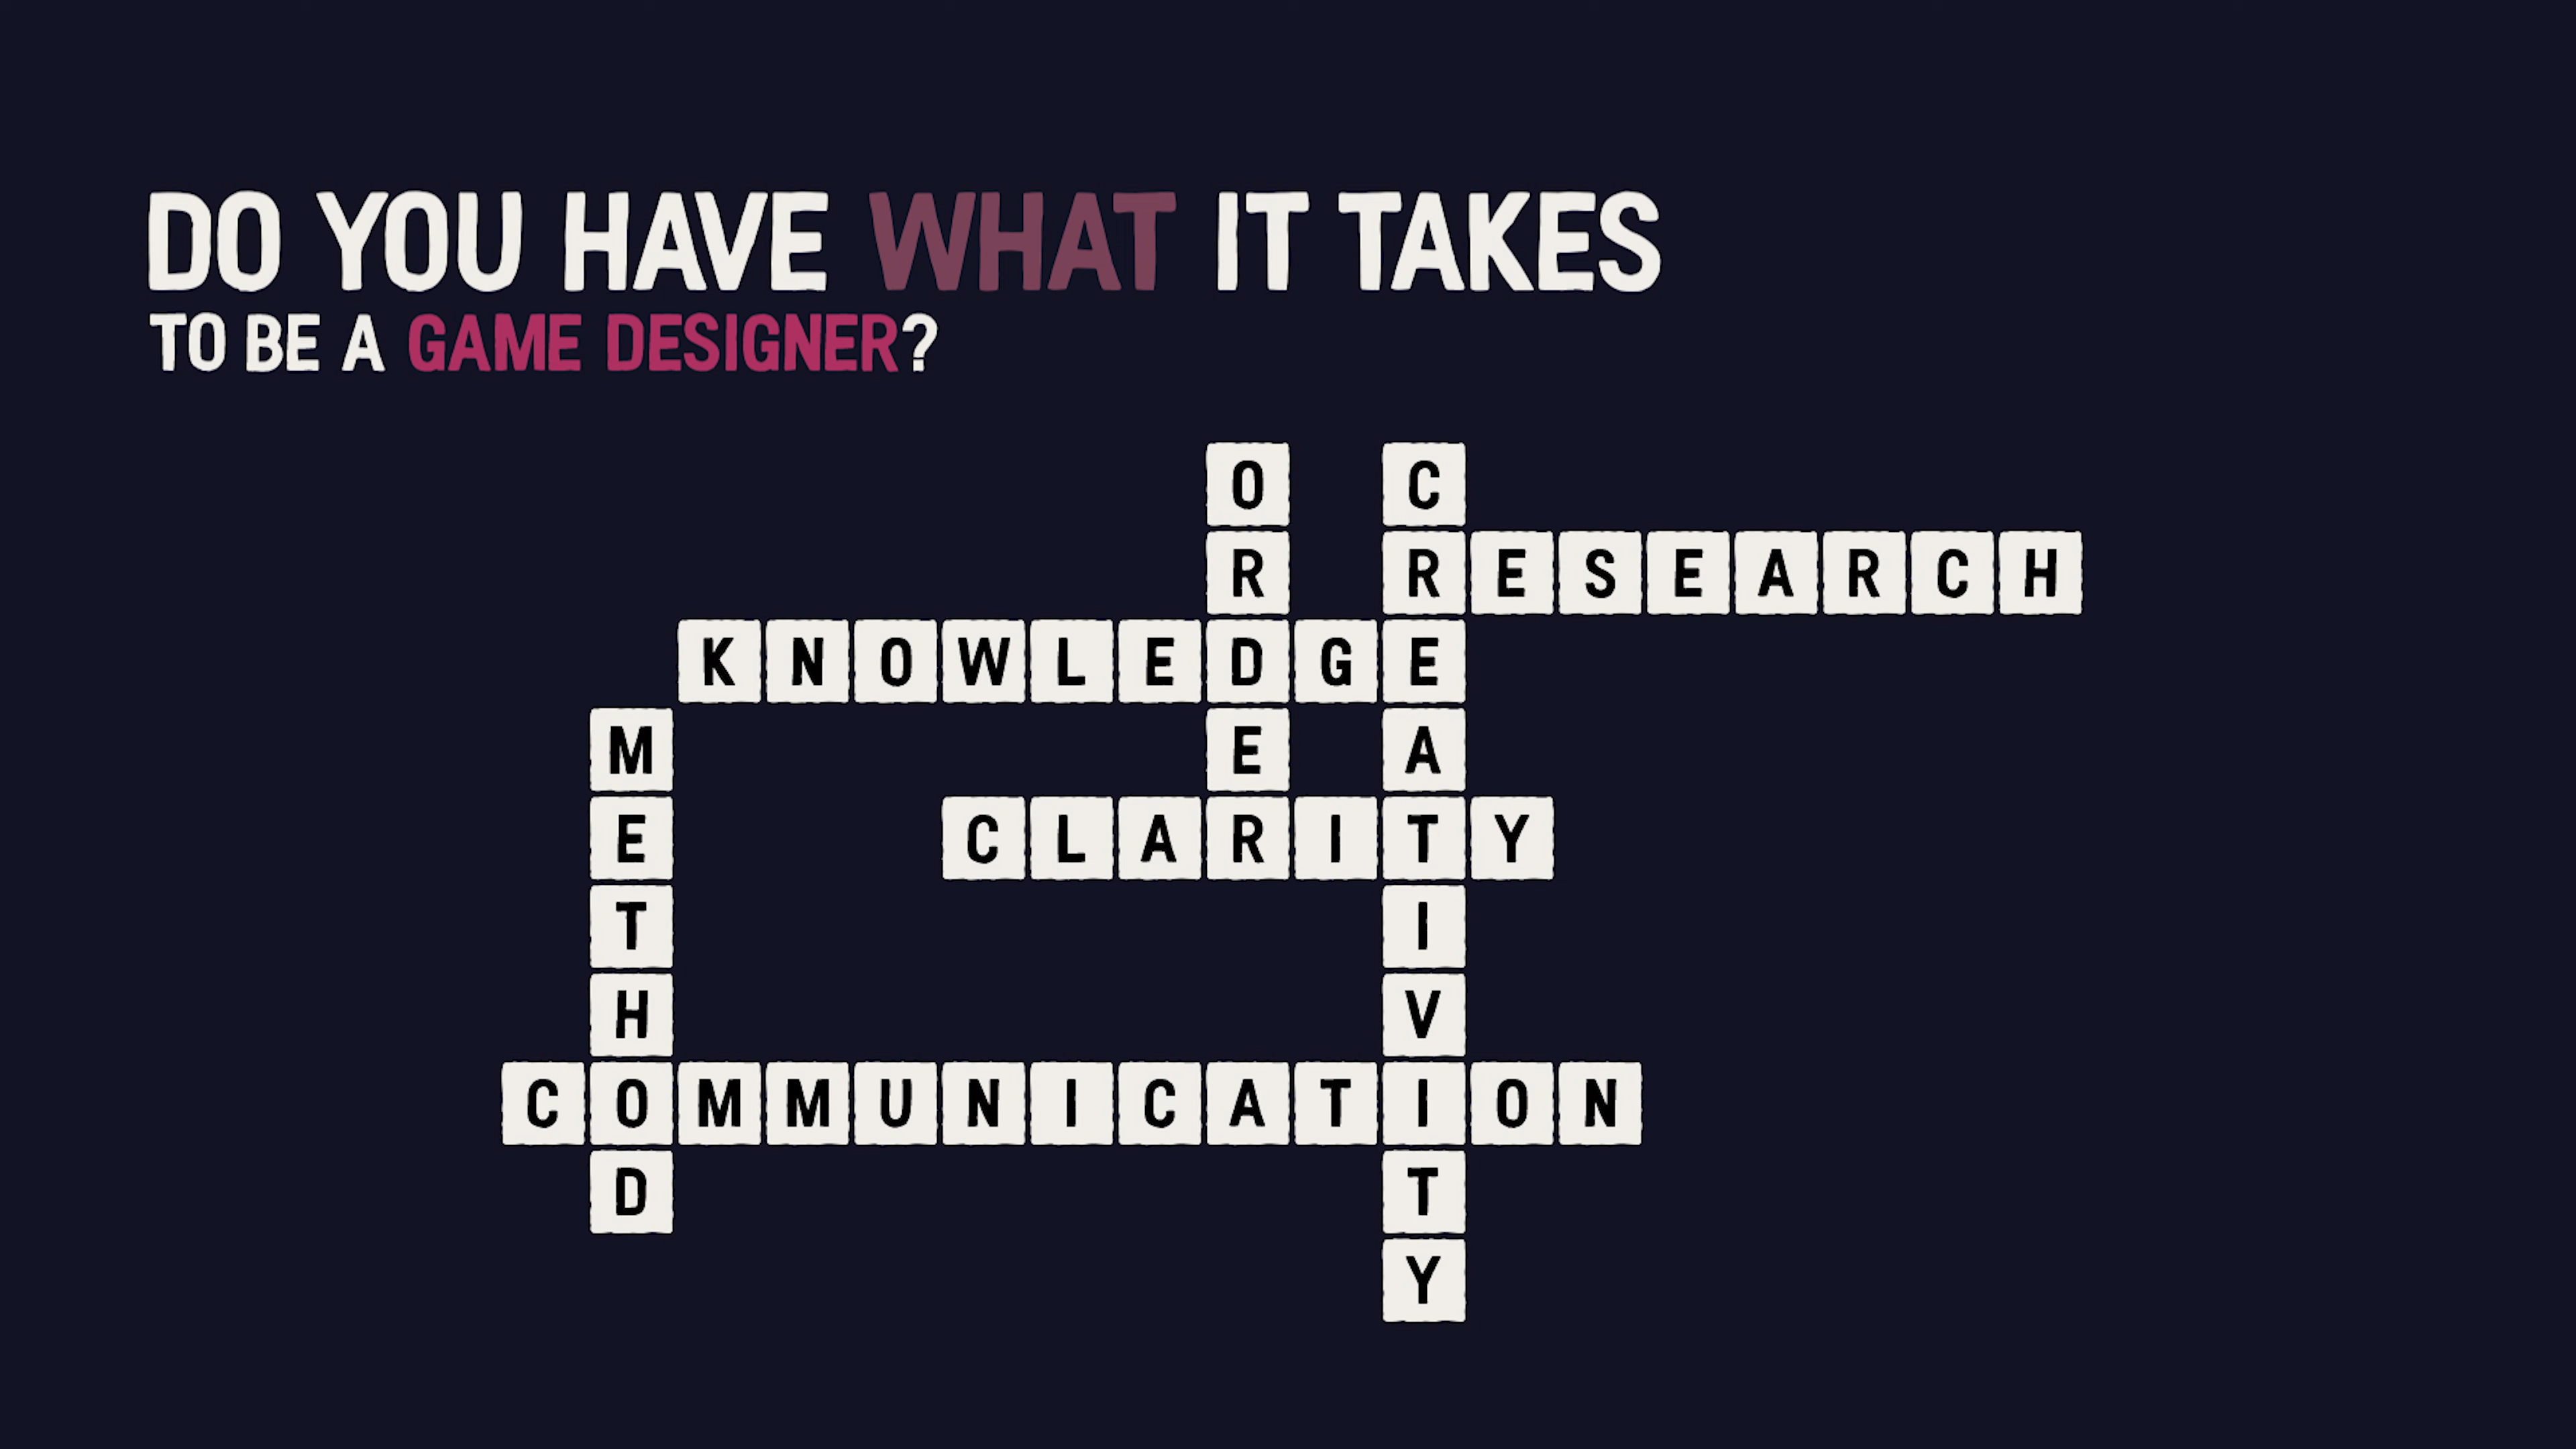 DO YOU HAVE WHAT IT TAKES
TO BE A GAME DESIGNER?
ORDER
CREATIVITY
RESEARCH
KNOWLEDGE
METHOD
CLARITY
COMMUNICATION